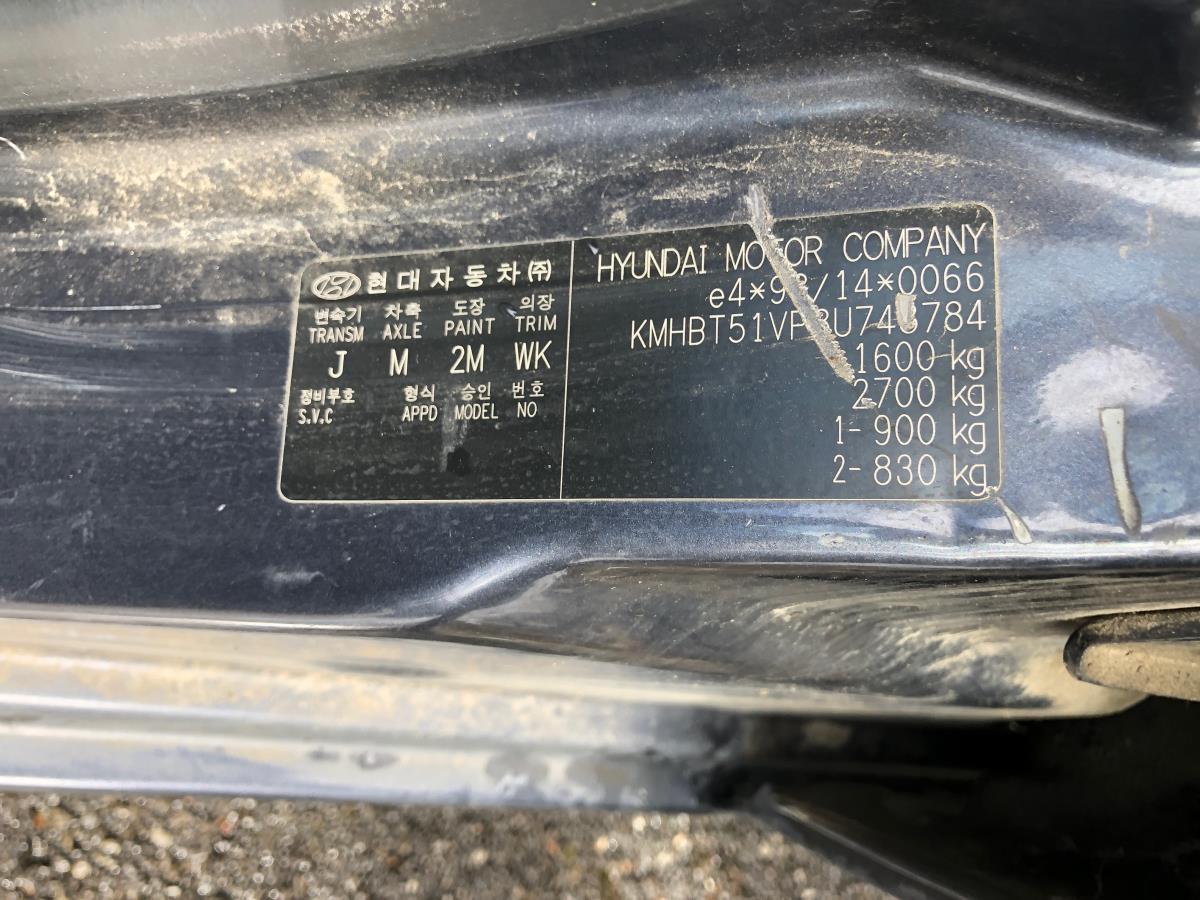 현대자동차(주)
변속기 차축 도장 의장
TRANSM AXLE PAINT TRIM
J M 2M WK
정비부호 형식 승인 번호
S.V.C APPD MODEL NO
HYUNDAI MOTOR COMPANY
1600 kg
2700 kg
1- 900 kg
2- 830 kg